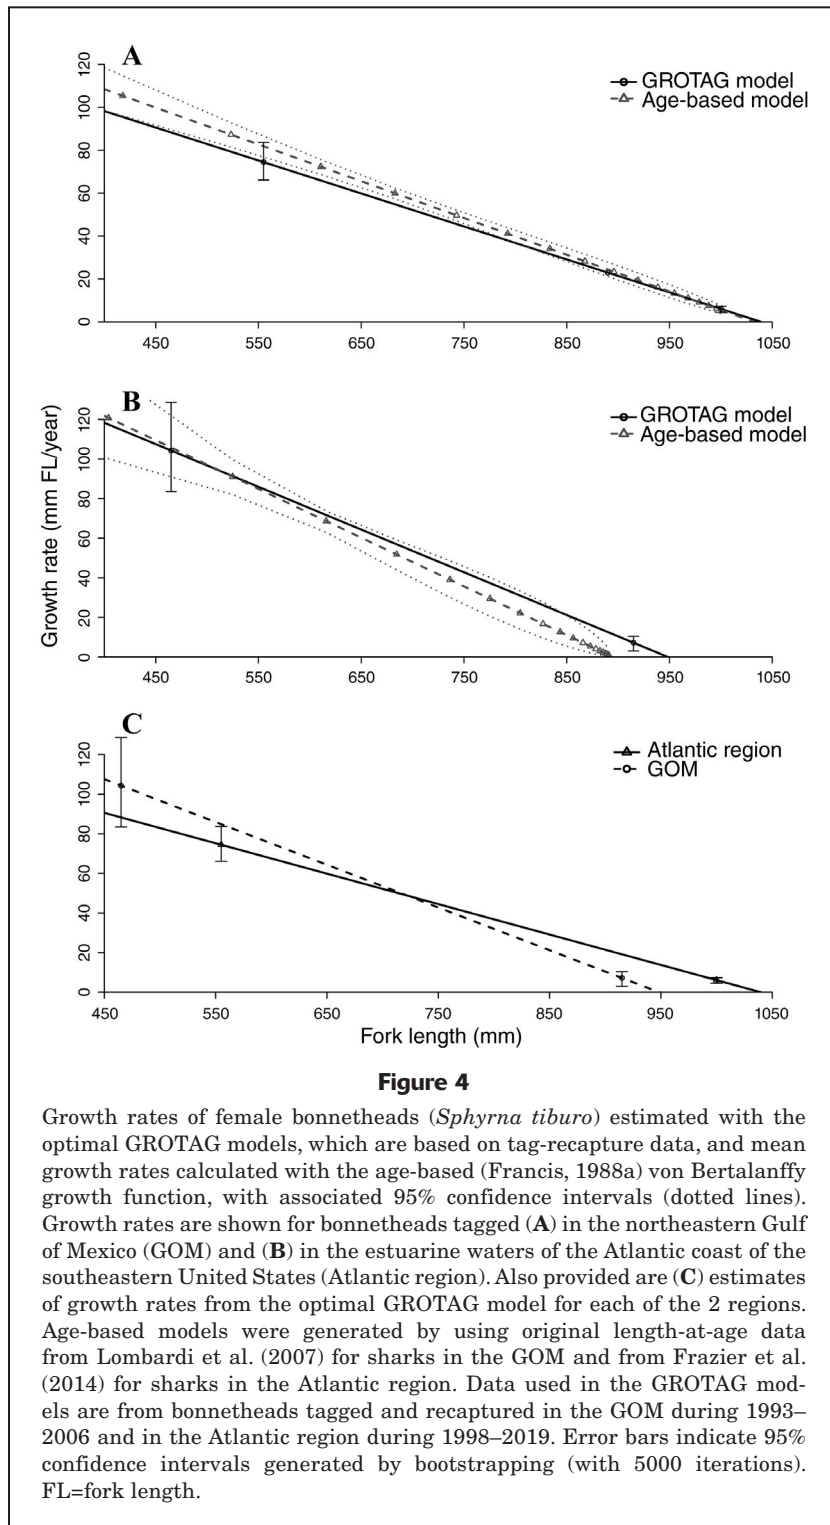 A
120
100
80
60
40
20
0
GROTAG model
Age-based model
450 550 650 750 850 950 1050
B
120
100
80
60
40
20
0
GROTAG model
Age-based model
Growth rate (mm FL/year)
450 550 650 750 850 950 1050
C
120
100
80
60
40
20
0
Atlantic region
GOM
450 550 650 750 850 950 1050
Fork length (mm)
Figure 4
Growth rates of female bonnetheads (Sphyrna tiburo) estimated with the
optimal GROTAG models, which are based on tag-recapture data, and mean
growth rates calculated with the age-based (Francis, 1988a) von Bertalanffy
growth function, with associated 95% confidence intervals (dotted lines).
Growth rates are shown for bonnetheads tagged (A) in the northeastern Gulf
of Mexico (GOM) and (B) in the estuarine waters of the Atlantic coast of the
southeastern United States (Atlantic region). Also provided are (C) estimates
of growth rates from the optimal GROTAG model for each of the 2 regions.
Age-based models were generated by using original length-at-age data
from Lombardi et al. (2007) for sharks in the GOM and from Frazier et al.
(2014) for sharks in the Atlantic region. Data used in the GROTAG mod-
els are from bonnetheads tagged and recaptured in the GOM during 1993–
2006 and in the Atlantic region during 1998–2019. Error bars indicate 95%
confidence intervals generated by bootstrapping (with 5000 iterations).
FL=fork length.